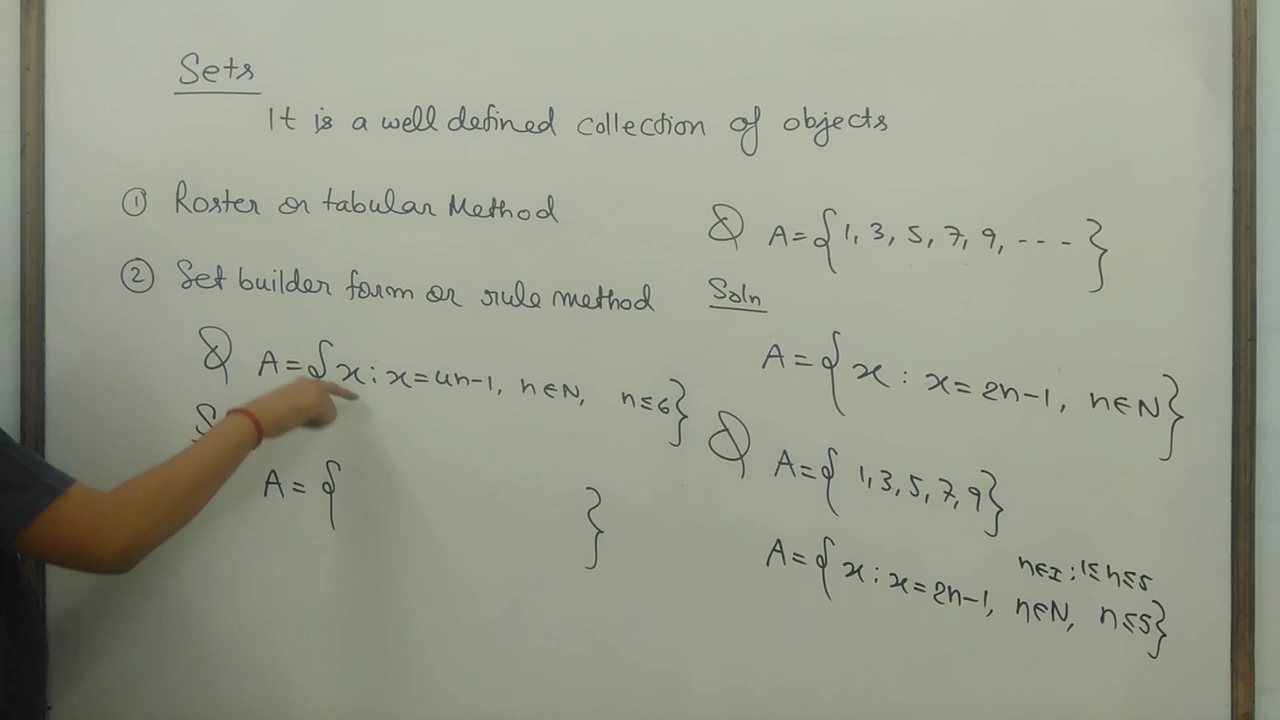 Sets
It is a well defined collection of objects
① Roster or tabular Method
② Set builder form or rule method
Q A={x : x=4n-1, n∈N, n≤6}
S
A = { }
Q A={1, 3, 5, 7, 9, ---}
Soln
A={ x : x=2n-1, n∈N}
Q A={ 1,3,5,7,9}
n∈I : 1≤n≤5
A={ x : x=2n-1, n∈N, n≤5}